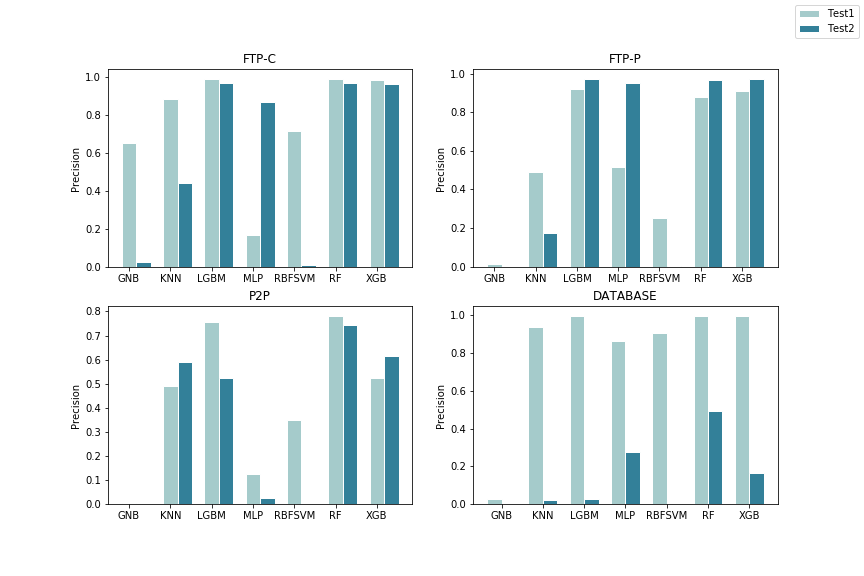 Test1
Test2
FTP-C
Precision
1.0
0.8
0.6
0.4
0.2
0.0
GNB KNN LGBM MLP RBFSVM RF XGB
FTP-P
Precision
1.0
0.8
0.6
0.4
0.2
0.0
GNB KNN LGBM MLP RBFSVM RF XGB
P2P
Precision
0.8
0.7
0.6
0.5
0.4
0.3
0.2
0.1
0.0
GNB KNN LGBM MLP RBFSVM RF XGB
DATABASE
Precision
1.0
0.8
0.6
0.4
0.2
0.0
GNB KNN LGBM MLP RBFSVM RF XGB